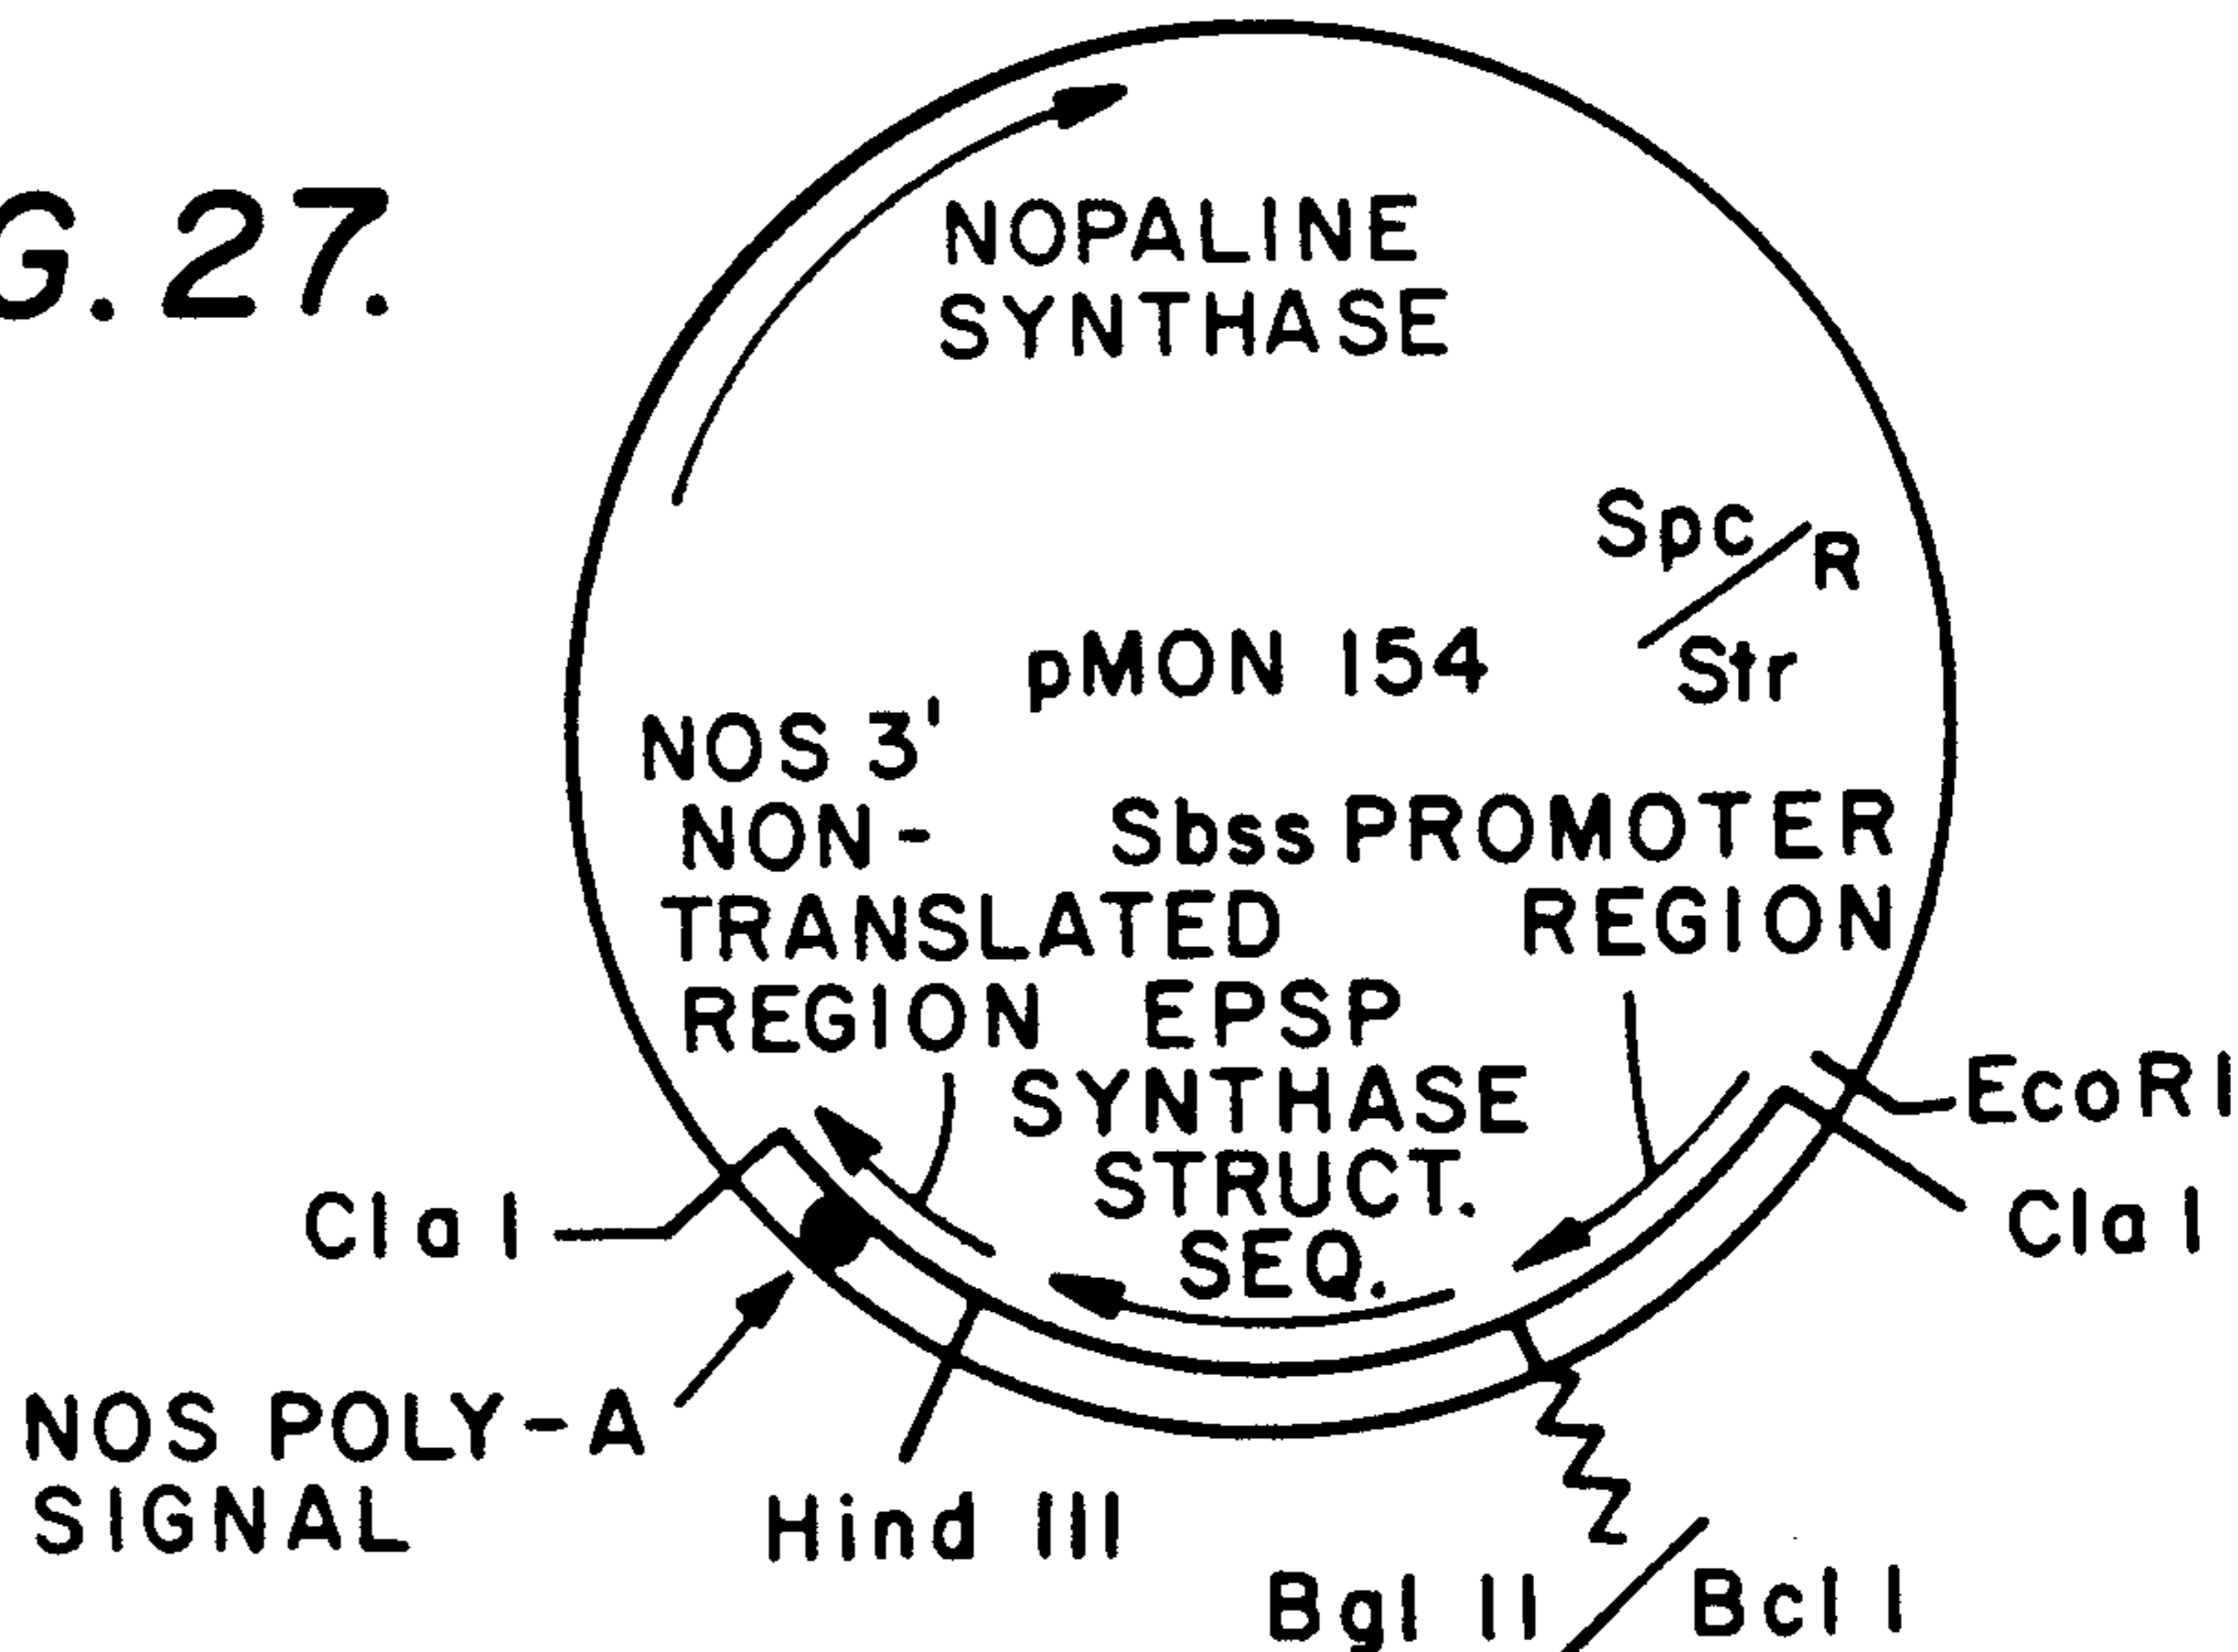 G. 27.
NOPALINE
SYNTHASE
Spc/Str R
pMON 154
NOS 3'
NON-
TRANSLATED
REGION
Sbss PROMOTER
REGION
EPSP
SYNTHASE
STRUCT.
SEQ.
EcoRI
Cla I
Cla I
NOS POLY-A
SIGNAL
Hind III
Bgl II/Bcl I